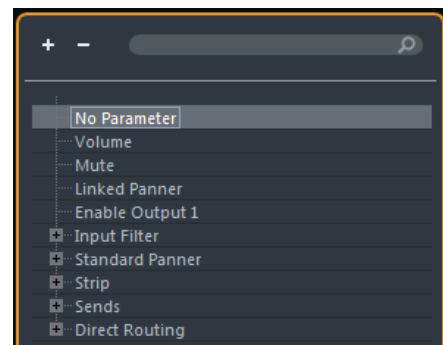 No Parameter
Volume
Mute
Linked Panner
Enable Output 1
Input Filter
Standard Panner
Strip
Sends
Direct Routing